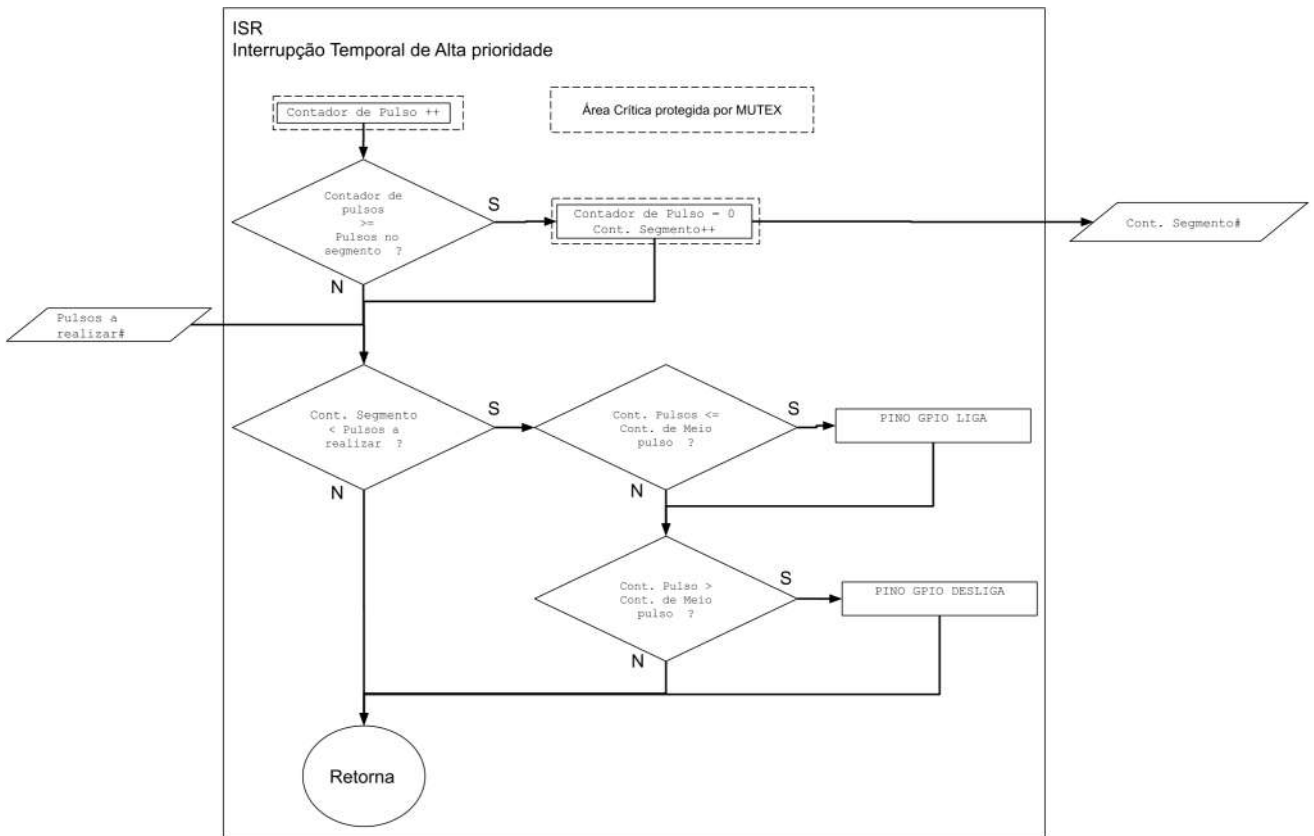 ISR
Interrupção Temporal de Alta prioridade
Contador de Pulso ++
Área Crítica protegida por MUTEX
Contador de
pulsos
>=
Pulsos no
segmento ?
S
N
Contador de Pulso = 0
Cont. Segmento++
Cont. Segmento#
Pulsos a
realizar#
Cont. Segmento
< Pulsos a
realizar ?
S
N
Cont. Pulsos <=
Cont. de Meio
pulso ?
S
N
PINO GPIO LIGA
Cont. Pulso >
Cont. de Meio
pulso ?
S
N
PINO GPIO DESLIGA
Retorna